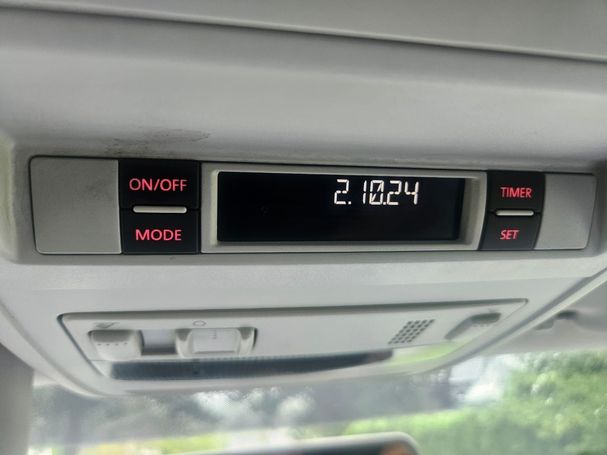 ON/OFF
MODE
2.10.24
TIMER
SET